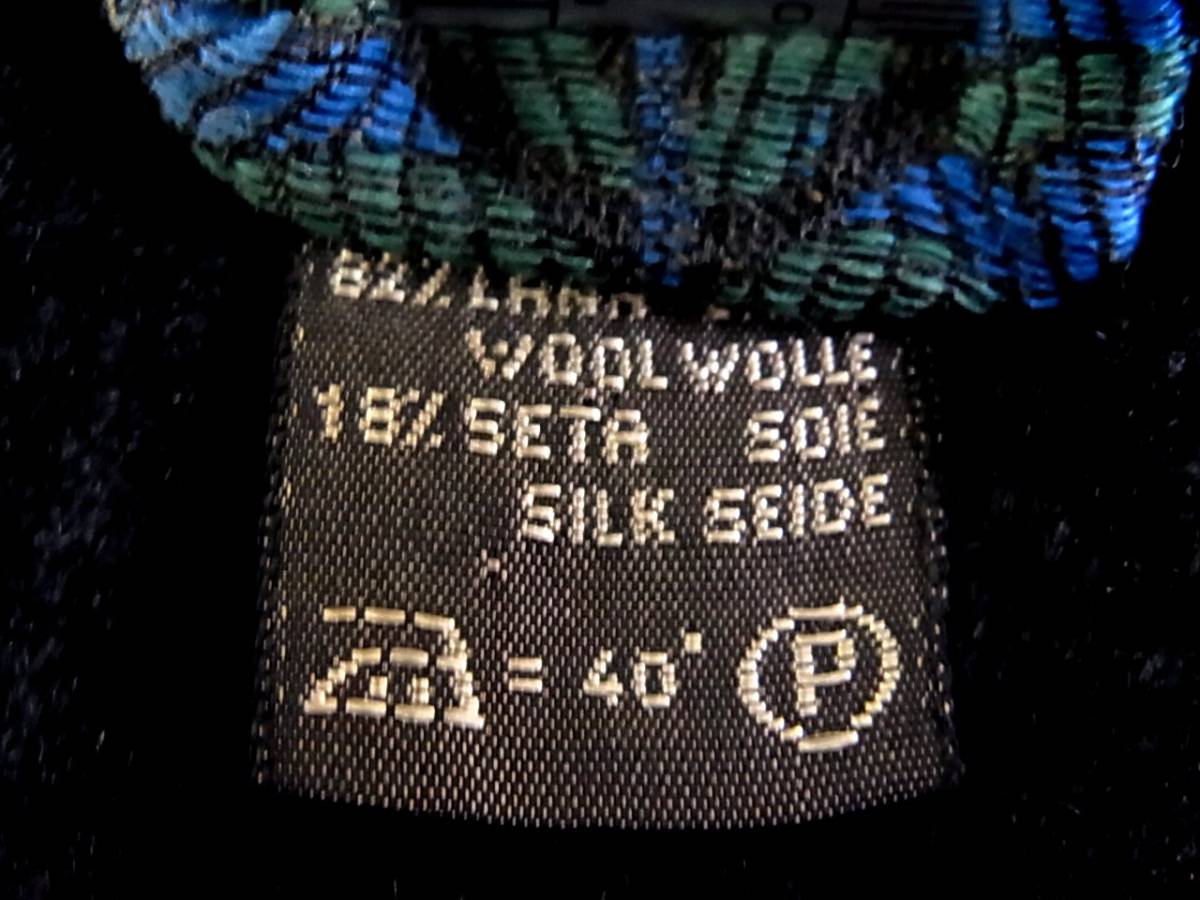 82% LANA
WOOL WOLLE
18% SETA SOIE
SILK SEIDE
= 40° P